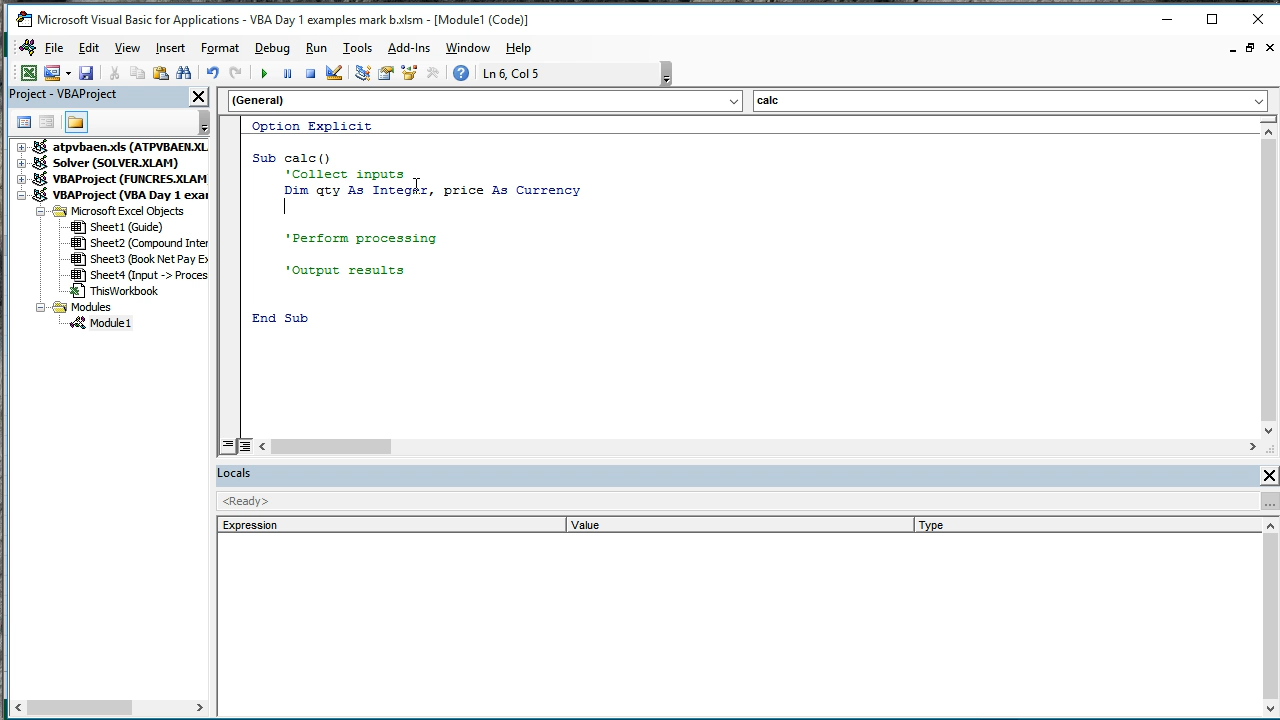 Microsoft Visual Basic for Applications - VBA Day 1 examples mark b.xlsm - [Module1 (Code)]
File Edit View Insert Format Debug Run Tools Add-Ins Window Help
Ln 6, Col 5
Project - VBAProject
(General) calc
atpvbaen.xls (ATPVBAEN.XL
Solver (SOLVER.XLAM)
VBAProject (FUNCRES.XLAM
VBAProject (VBA Day 1 exar
Microsoft Excel Objects
Sheet1 (Guide)
Sheet2 (Compound Inter
Sheet3 (Book Net Pay Ex
Sheet4 (Input -> Proces
ThisWorkbook
Modules
Module1
Option Explicit
Sub calc()
'Collect inputs
Dim qty As Integer, price As Currency
'Perform processing
'Output results
End Sub
Locals
<Ready>
...
Expression Value Type